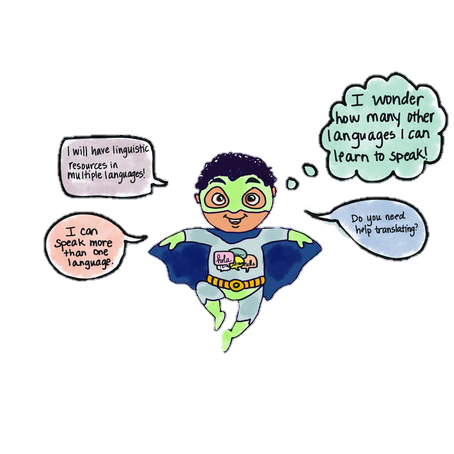 I will have linguistic
resources in
multiple languages!
I can
speak more
than one
language.
I wonder
how many other
languages I can
learn to speak!
Do you need
help translating?
hola